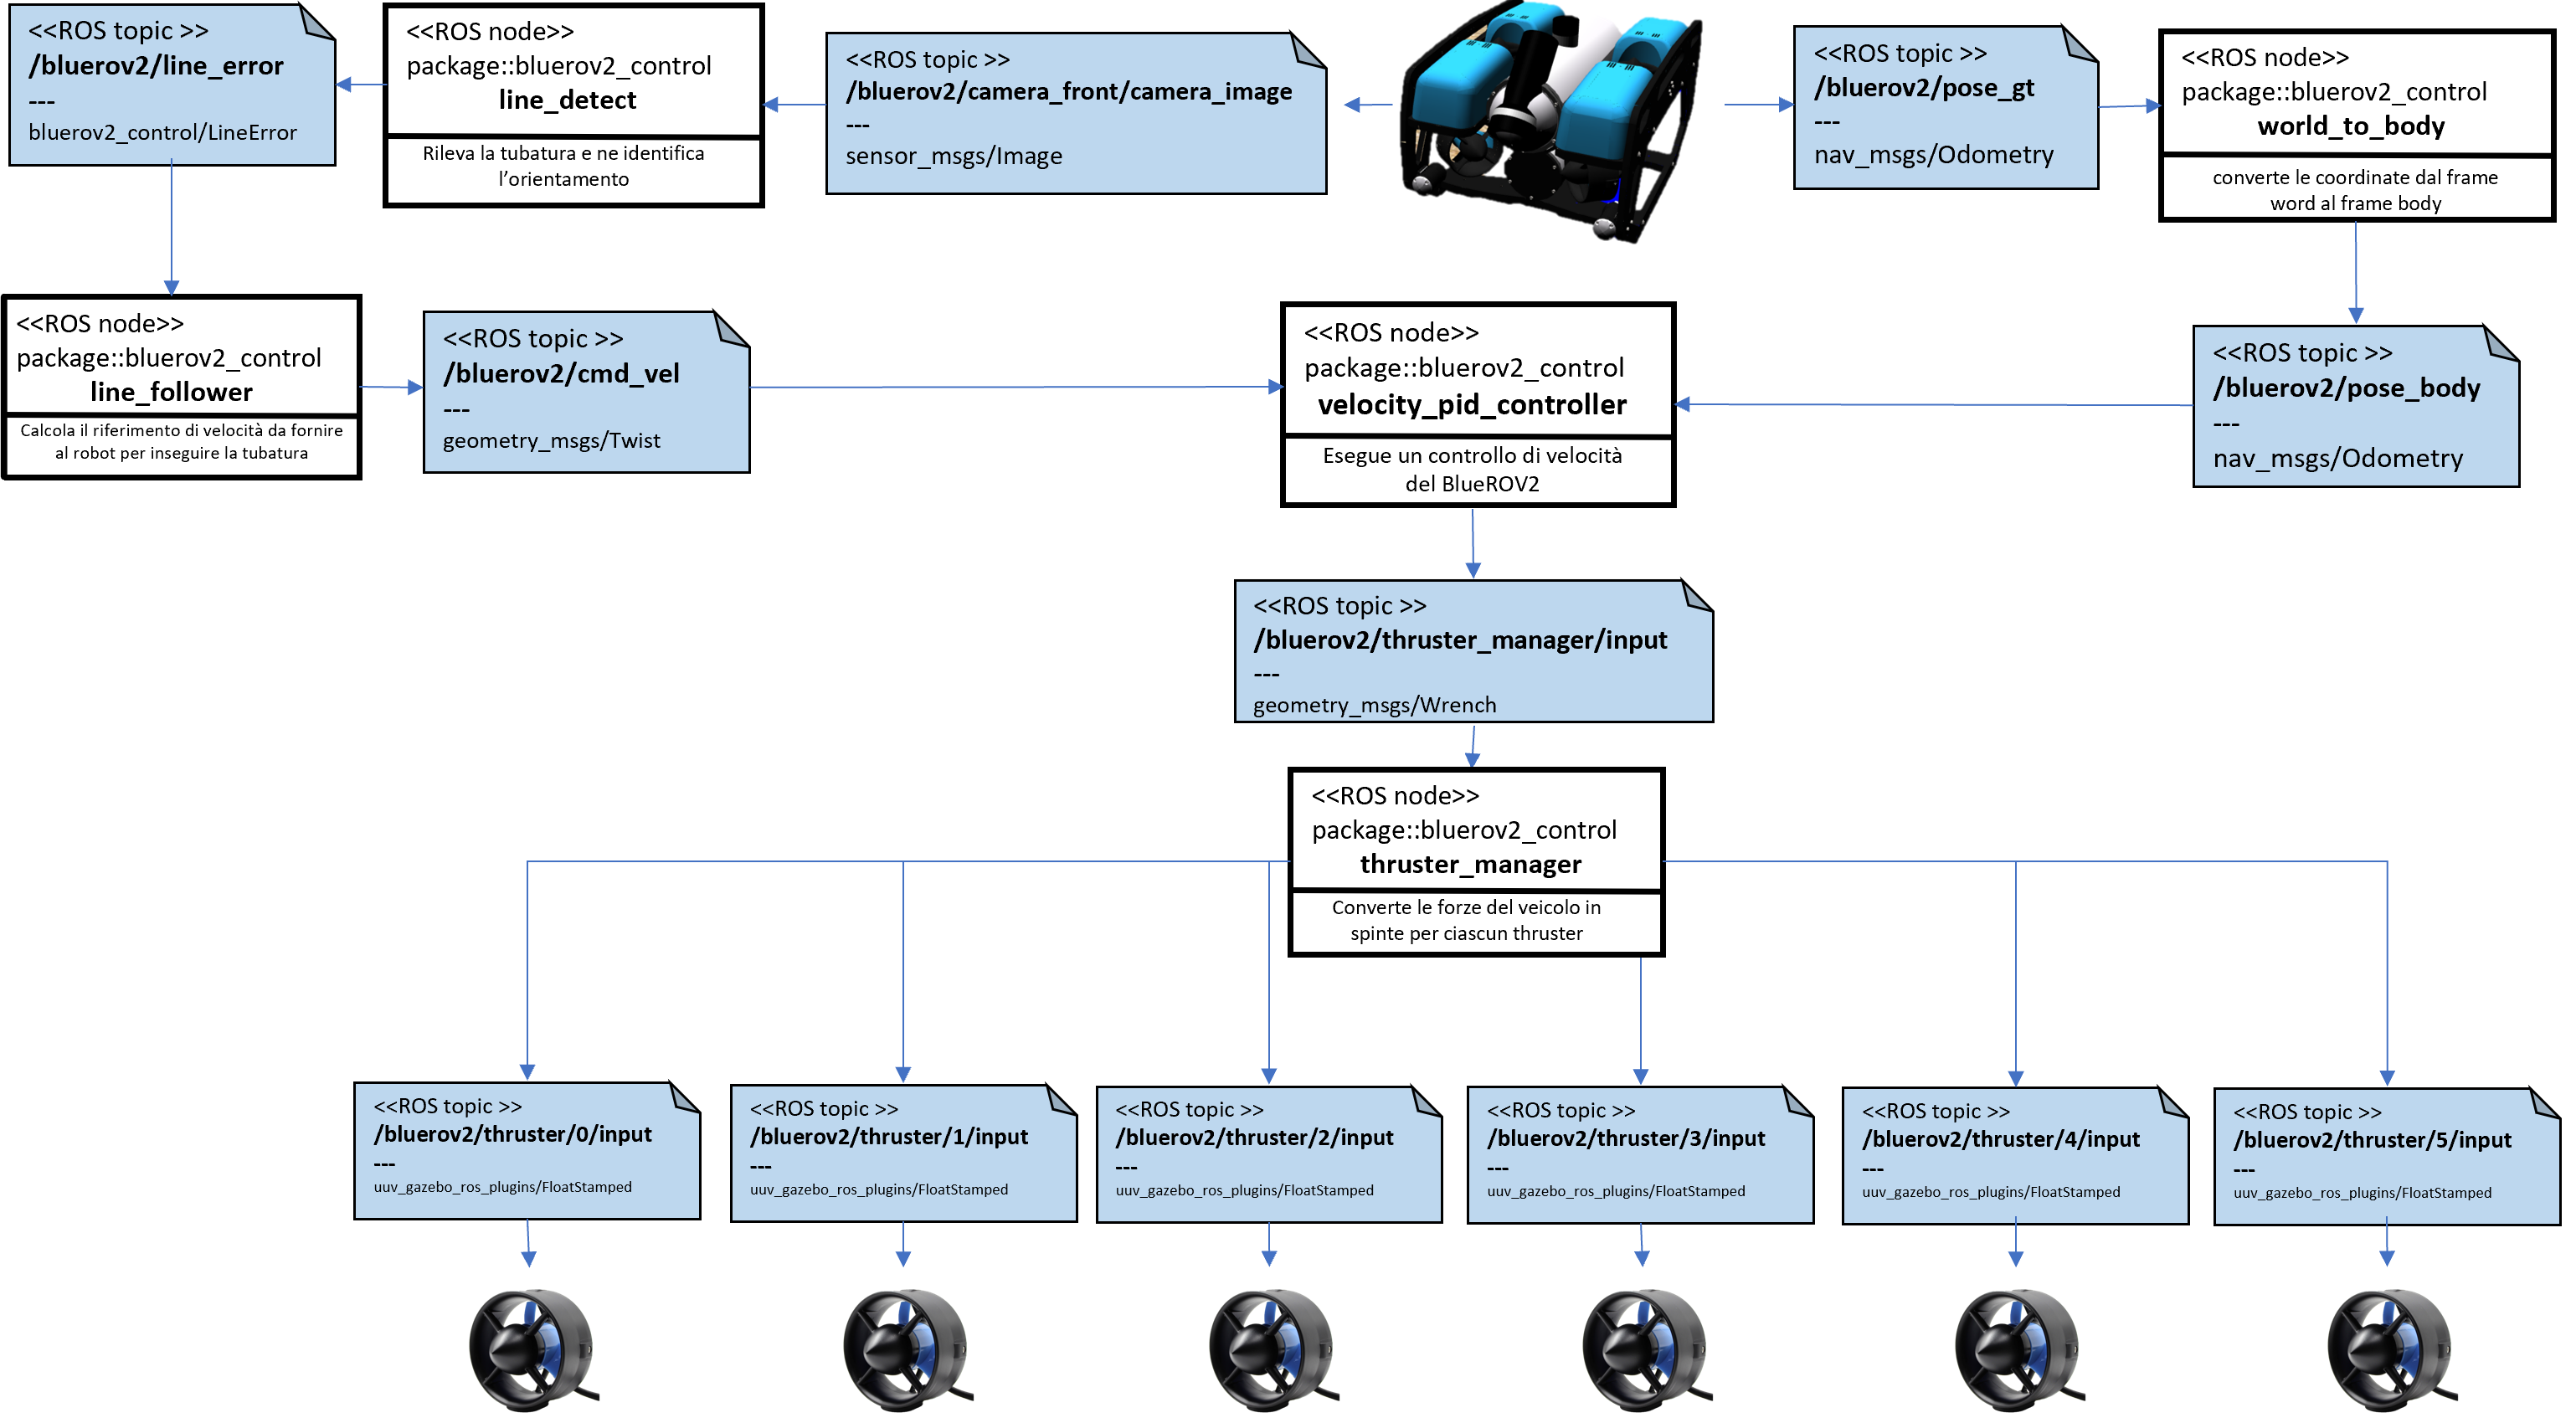 <<ROS topic >>
/bluerov2/line_error
---
bluerov2_control/LineError
<<ROS node>>
package::bluerov2_control
line_detect
Rileva la tubatura e ne identifica
l’orientamento
<<ROS topic >>
/bluerov2/camera_front/camera_image
---
sensor_msgs/Image
<<ROS topic >>
/bluerov2/pose_gt
---
nav_msgs/Odometry
<<ROS node>>
package::bluerov2_control
world_to_body
converte le coordinate dal frame
word al frame body
<<ROS node>>
package::bluerov2_control
line_follower
Calcola il riferimento di velocità da fornire
al robot per inseguire la tubatura
<<ROS topic >>
/bluerov2/cmd_vel
---
geometry_msgs/Twist
<<ROS node>>
package::bluerov2_control
velocity_pid_controller
Esegue un controllo di velocità
del BlueROV2
<<ROS topic >>
/bluerov2/pose_body
---
nav_msgs/Odometry
<<ROS topic >>
/bluerov2/thruster_manager/input
---
geometry_msgs/Wrench
<<ROS node>>
package::bluerov2_control
thruster_manager
Converte le forze del veicolo in
spinte per ciascun thruster
<<ROS topic >>
/bluerov2/thruster/0/input
---
uuv_gazebo_ros_plugins/FloatStamped
<<ROS topic >>
/bluerov2/thruster/1/input
---
uuv_gazebo_ros_plugins/FloatStamped
<<ROS topic >>
/bluerov2/thruster/2/input
---
uuv_gazebo_ros_plugins/FloatStamped
<<ROS topic >>
/bluerov2/thruster/3/input
---
uuv_gazebo_ros_plugins/FloatStamped
<<ROS topic >>
/bluerov2/thruster/4/input
---
uuv_gazebo_ros_plugins/FloatStamped
<<ROS topic >>
/bluerov2/thruster/5/input
---
uuv_gazebo_ros_plugins/FloatStamped